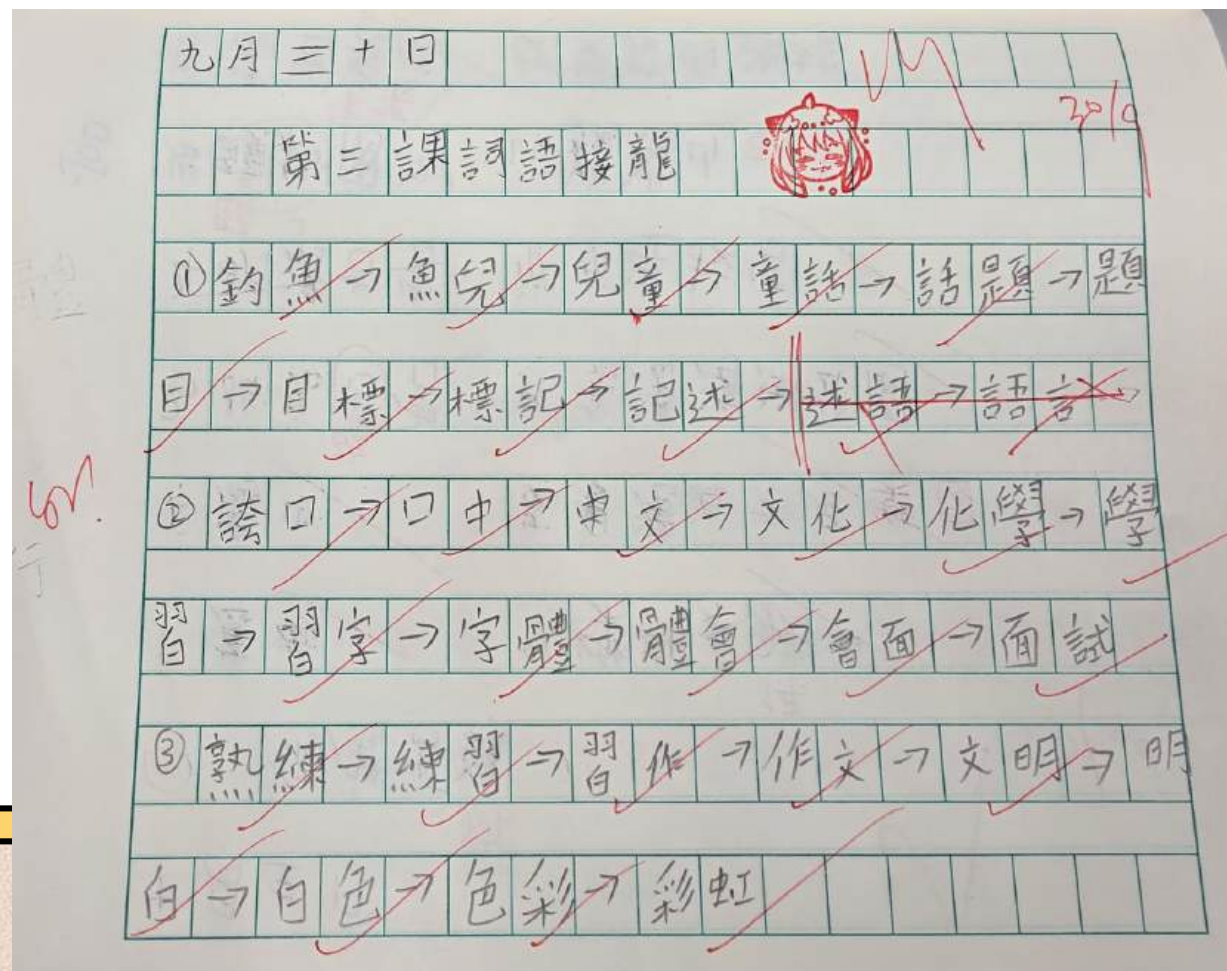 九月三十日
30/9
第三課詞語接龍
①鈎魚→魚兒→兒童→童話→話題→題
目→目標→標記→記述→述語→語言
②誇口→口中→中文→文化→化學→學
習→習字→字體→體會→會面→面試
③熟練→練習→習作→作文→文明→明
白→白色→色彩→彩虹